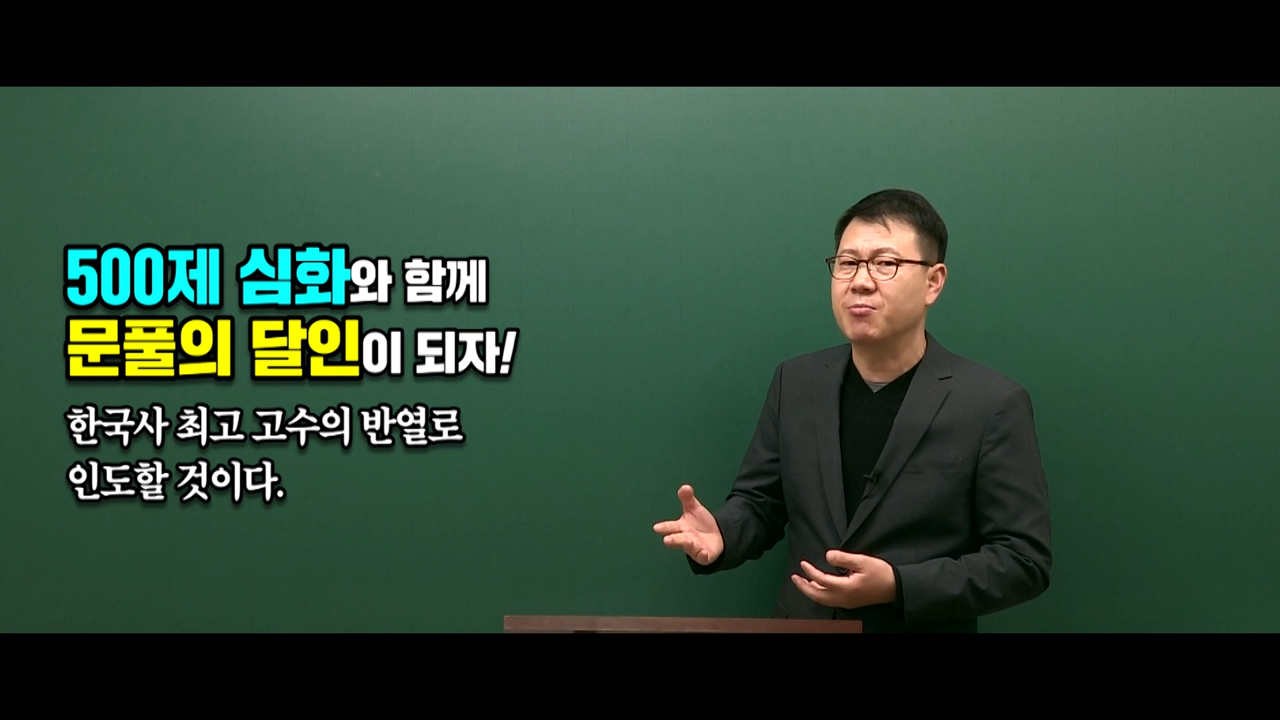 500제 심화와 함께
문풀의 달인이 되자!
한국사 최고 고수의 반열로
인도할 것이다.